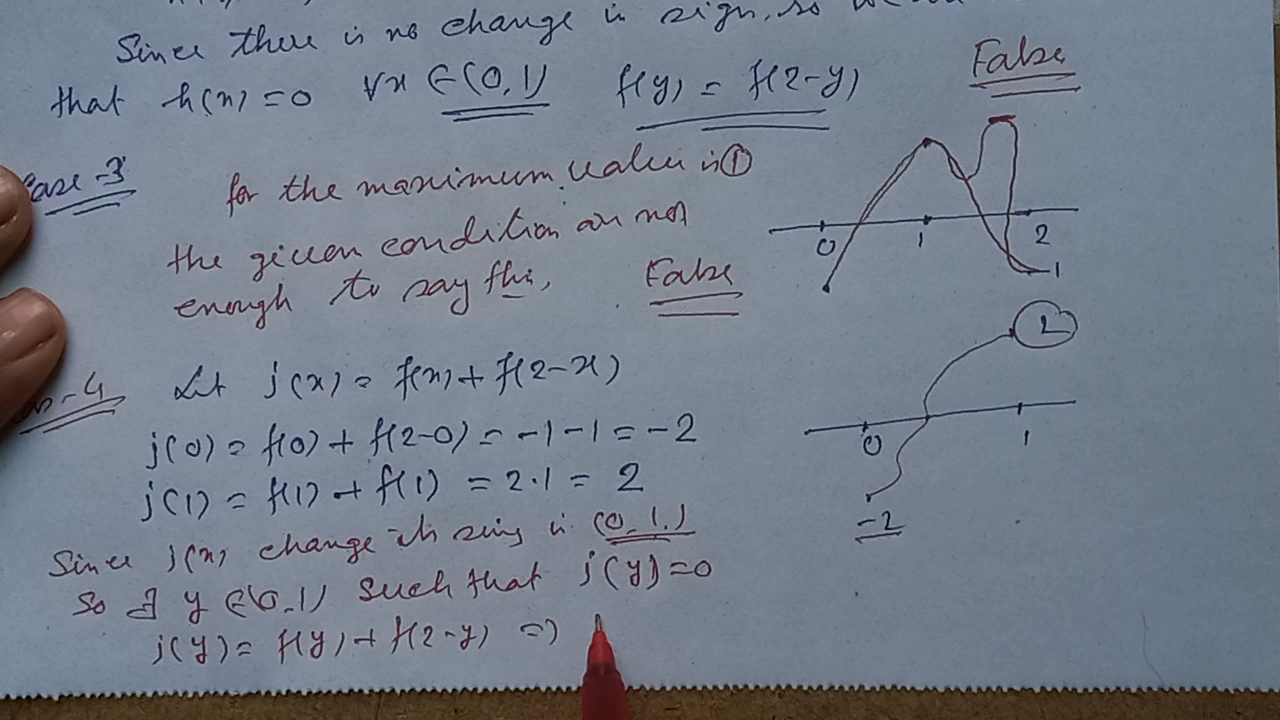 Since there is no change in sign, so
that h(x) = 0 ∀x ∈ (0, 1) f(y) = f(2-y)
False
Case -3
for the maximum value is ①
the given condition are not
enough to say this, False
0 1 2
-1
Case - 4 Let j(x) = f(x) + f(2-x)
j(0) = f(0) + f(2-0) = -1 -1 = -2
j(1) = f(1) + f(1) = 2·1 = 2
2
0 1
-2
Since j(x) change its sing in (0, 1)
So ∃ y ∈ (0, 1) such that j(y) = 0
j(y) = f(y) + f(2-y) =>